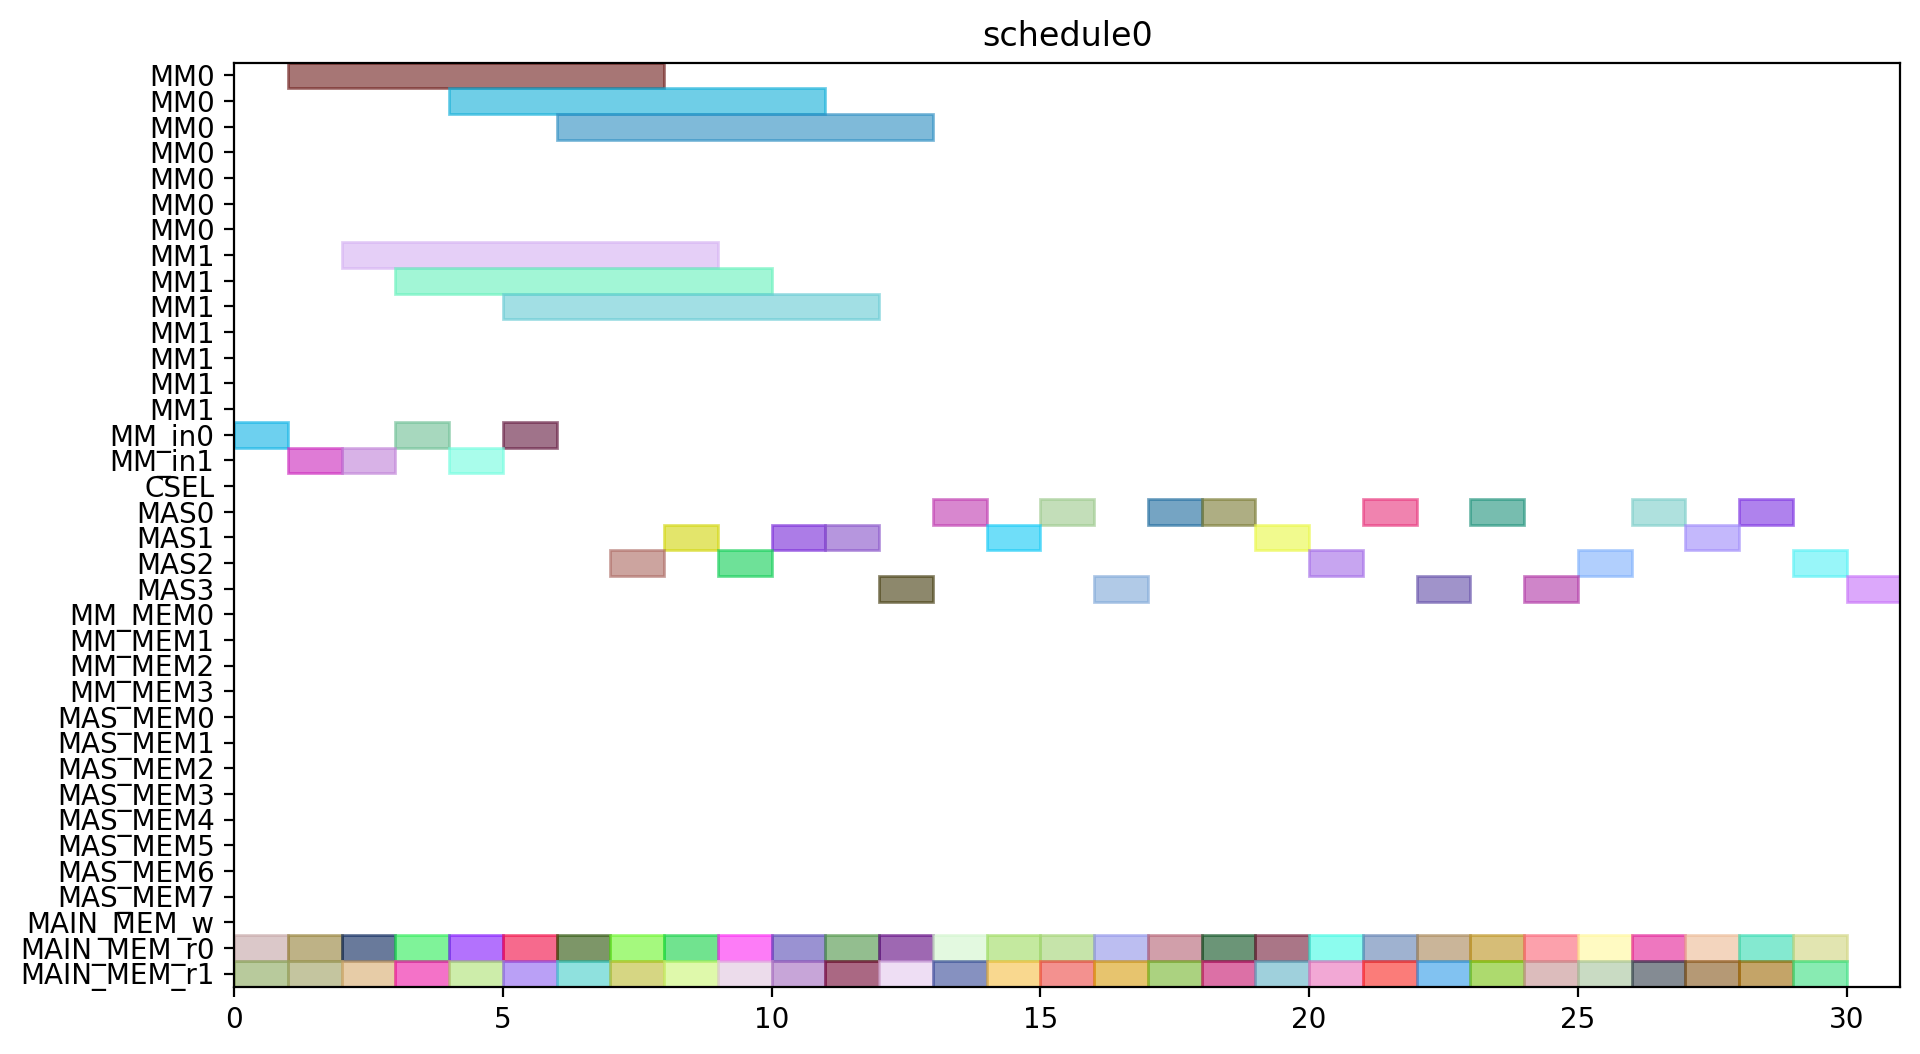 schedule0
MM0
MM0
MM0
MM0
MM0
MM0
MM0
MM1
MM1
MM1
MM1
MM1
MM1
MM1
MM_in0
MM_in1
CSEL
MAS0
MAS1
MAS2
MAS3
MM_MEM0
MM_MEM1
MM_MEM2
MM_MEM3
MAS_MEM0
MAS_MEM1
MAS_MEM2
MAS_MEM3
MAS_MEM4
MAS_MEM5
MAS_MEM6
MAS_MEM7
MAIN_MEM_w
MAIN_MEM_r0
MAIN_MEM_r1
0 5 10 15 20 25 30